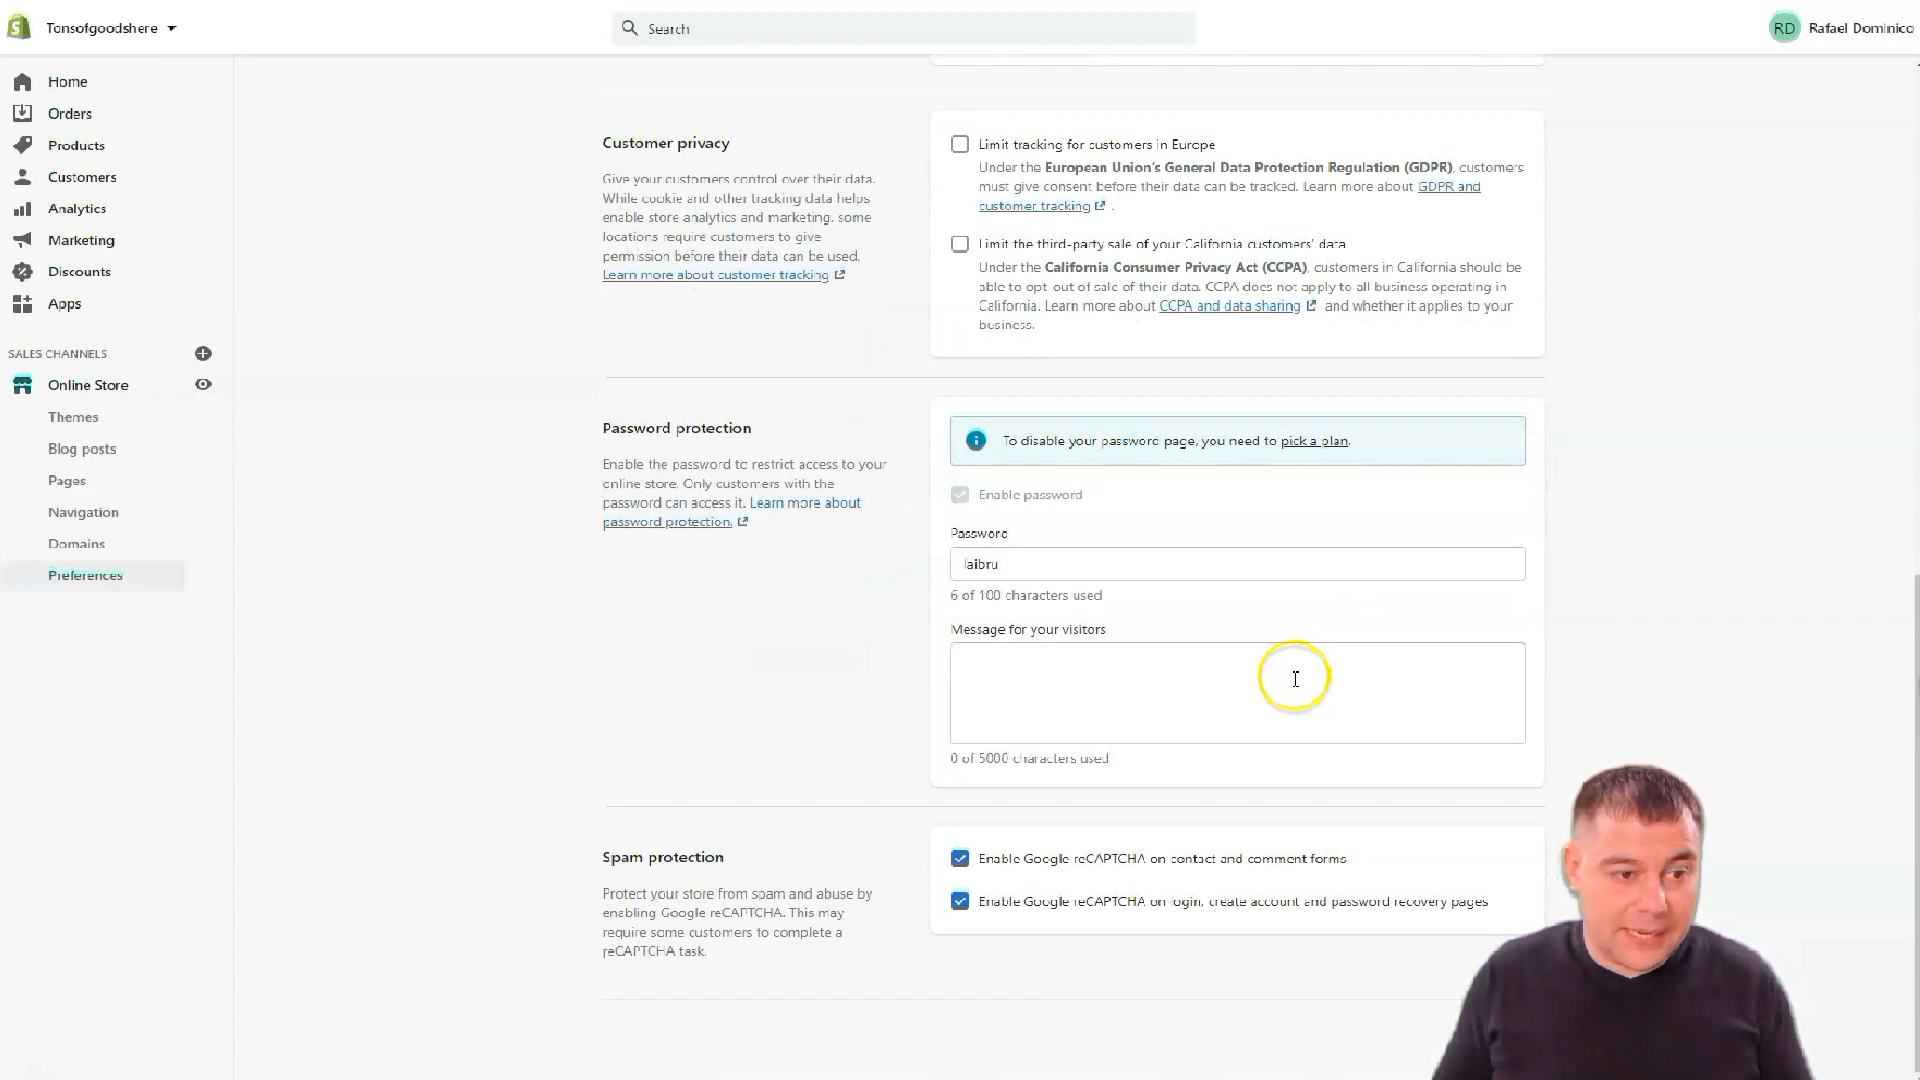 Tonsofgoodshere
Search
RD Rafael Dominico
Home
Orders
Products
Customers
Analytics
Marketing
Discounts
Apps
SALES CHANNELS
Online Store
Themes
Blog posts
Pages
Navigation
Domains
Preferences
Customer privacy
Give your customers control over their data.
While cookie and other tracking data helps
enable store analytics and marketing, some
locations require customers to give
permission before their data can be used.
Learn more about customer tracking
Limit tracking for customers in Europe
Under the European Union's General Data Protection Regulation (GDPR), customers
must give consent before their data can be tracked. Learn more about GDPR and
customer tracking .
Limit the third-party sale of your California customers' data
Under the California Consumer Privacy Act (CCPA), customers in California should be
able to opt-out of sale of their data. CCPA does not apply to all business operating in
California. Learn more about CCPA and data sharing and whether it applies to your
business.
Password protection
Enable the password to restrict access to your
online store. Only customers with the
password can access it. Learn more about
password protection.
To disable your password page, you need to pick a plan.
Enable password
Password
laibru
6 of 100 characters used
Message for your visitors
0 of 5000 characters used
Spam protection
Protect your store from spam and abuse by
enabling Google reCAPTCHA. This may
require some customers to complete a
reCAPTCHA task.
Enable Google reCAPTCHA on contact and comment forms
Enable Google reCAPTCHA on login, create account and password recovery pages